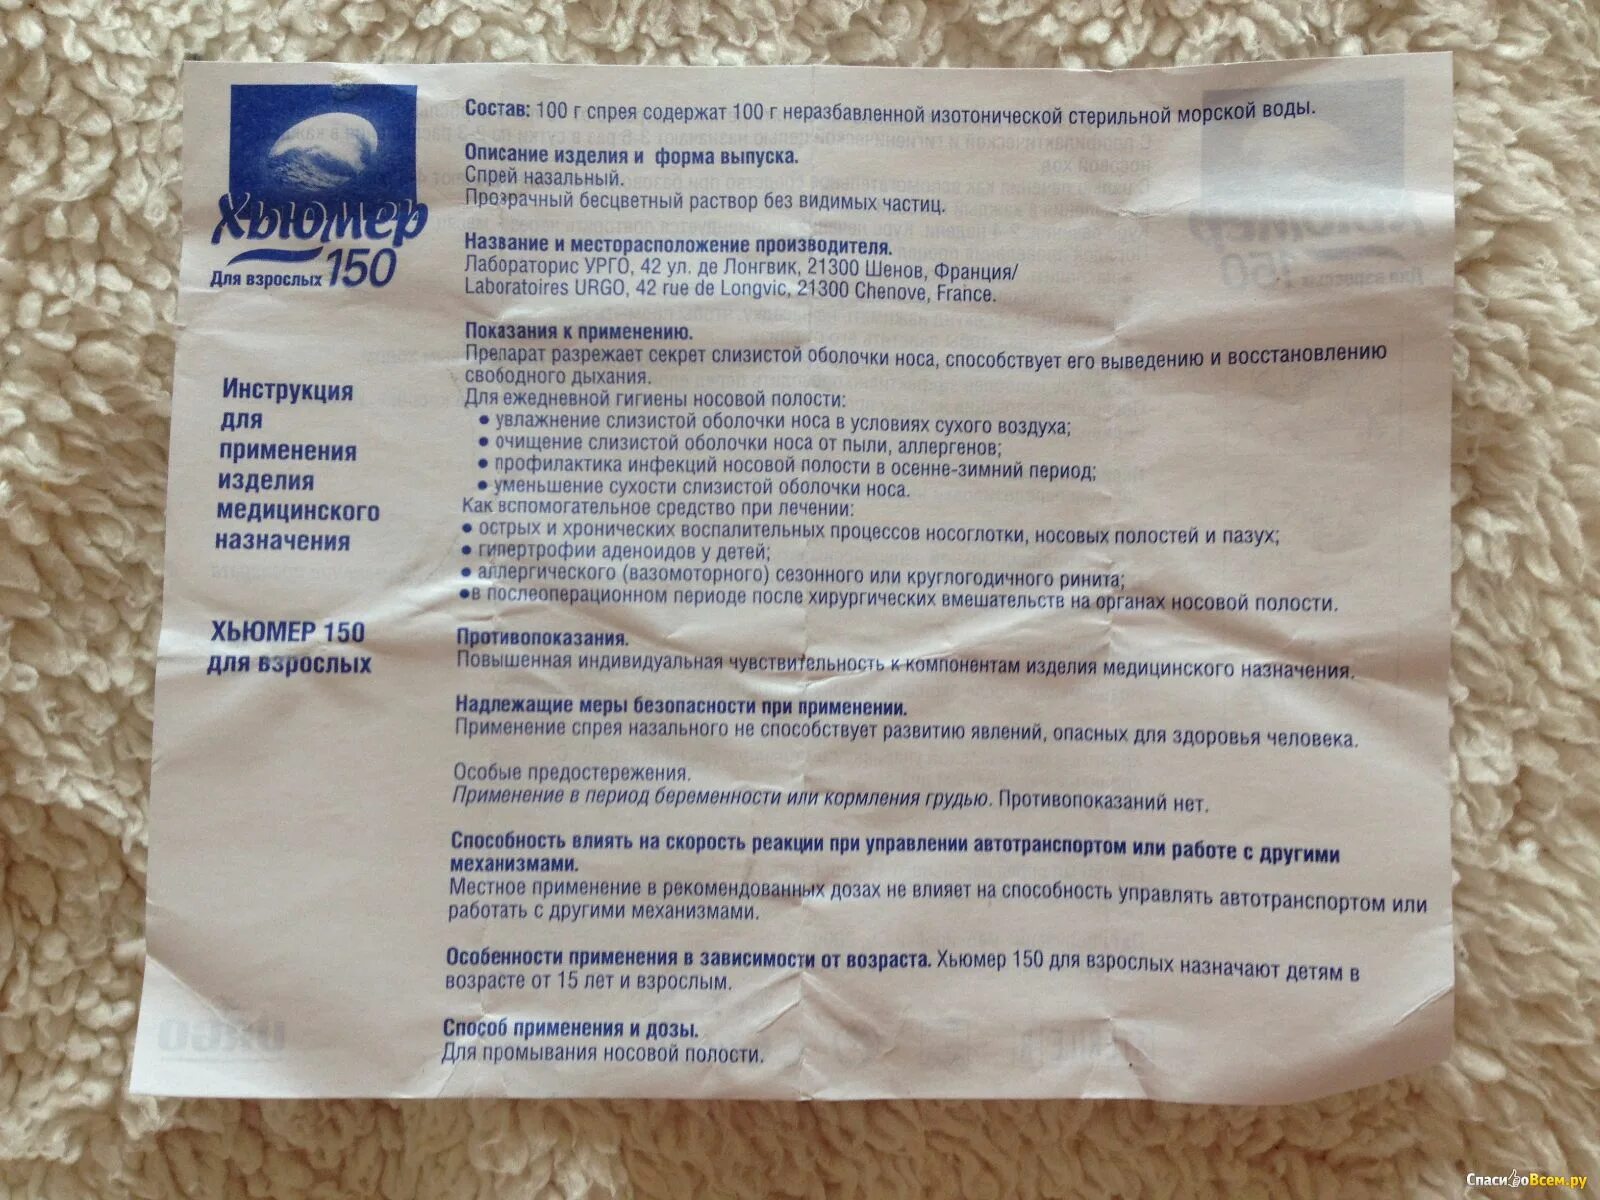 Хьюмер
Для взрослых 150
Инструкция
для
применения
изделия
медицинского
назначения
ХЬЮМЕР 150
для взрослых
Состав: 100 г спрея содержат 100 г неразбавленной изотонической стерильной морской воды.
Описание изделия и форма выпуска.
Спрей назальный.
Прозрачный бесцветный раствор без видимых частиц.
Название и месторасположение производителя.
Лабораторис УРГО, 42 ул. де Лонгвик, 21300 Шенов, Франция/
Laboratoires URGO, 42 rue de Longvic, 21300 Chenove, France.
Показания к применению.
Препарат разрежает секрет слизистой оболочки носа, способствует его выведению и восстановлению
свободного дыхания.
Для ежедневной гигиены носовой полости:
• увлажнение слизистой оболочки носа в условиях сухого воздуха;
• очищение слизистой оболочки носа от пыли, аллергенов;
• профилактика инфекций носовой полости в осенне-зимний период;
• уменьшение сухости слизистой оболочки носа.
Как вспомогательное средство при лечении:
• острых и хронических воспалительных процессов носоглотки, носовых полостей и пазух;
• гипертрофии аденоидов у детей;
• аллергического (вазомоторного) сезонного или круглогодичного ринита;
•в послеоперационном периоде после хирургических вмешательств на органах носовой полости.
Противопоказания.
Повышенная индивидуальная чувствительность к компонентам изделия медицинского назначения.
Надлежащие меры безопасности при применении.
Применение спрея назального не способствует развитию явлений, опасных для здоровья человека.
Особые предостережения.
Применение в период беременности или кормления грудью. Противопоказаний нет.
Способность влиять на скорость реакции при управлении автотранспортом или работе с другими
механизмами.
Местное применение в рекомендованных дозах не влияет на способность управлять автотранспортом или
работать с другими механизмами.
Особенности применения в зависимости от возраста. Хьюмер 150 для взрослых назначают детям в
возрасте от 15 лет и взрослым.
Способ применения и дозы.
Для промывания носовой полости.
СпасибоВсем.ру